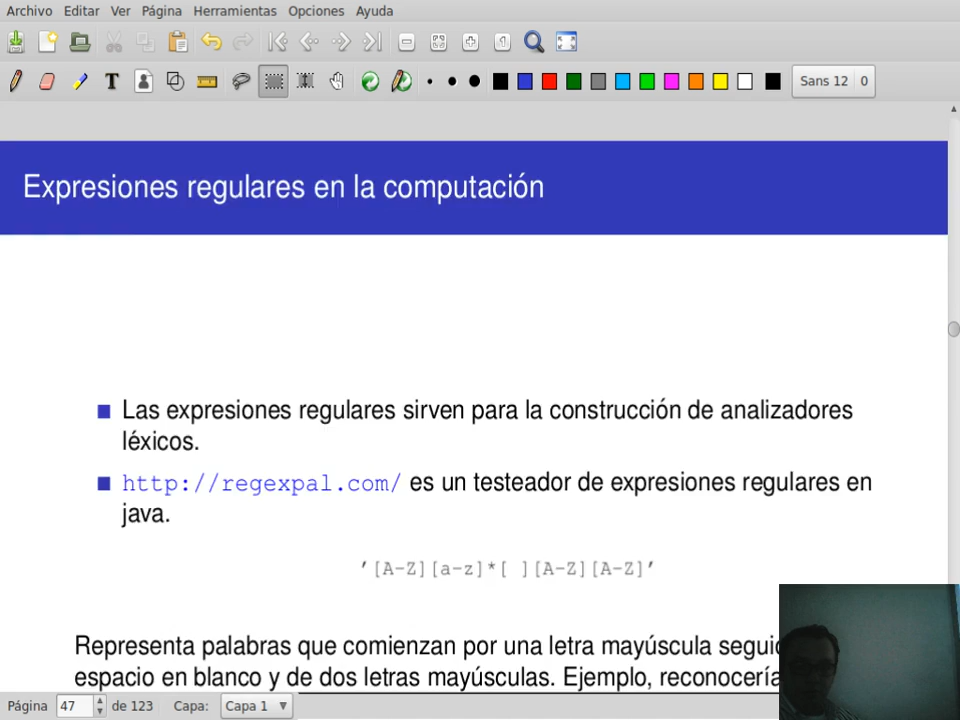 Archivo Editar Ver Página Herramientas Opciones Ayuda
T
Sans 12 0
Expresiones regulares en la computación
Las expresiones regulares sirven para la construcción de analizadores
léxicos.
http://regexpal.com/ es un testeador de expresiones regulares en
java.
'[A-Z][a-z]*[ ][A-Z][A-Z]'
Representa palabras que comienzan por una letra mayúscula
espacio en blanco y de dos letras mayúsculas. Ejemplo, reconocería
Página 47 de 123 Capa: Capa 1